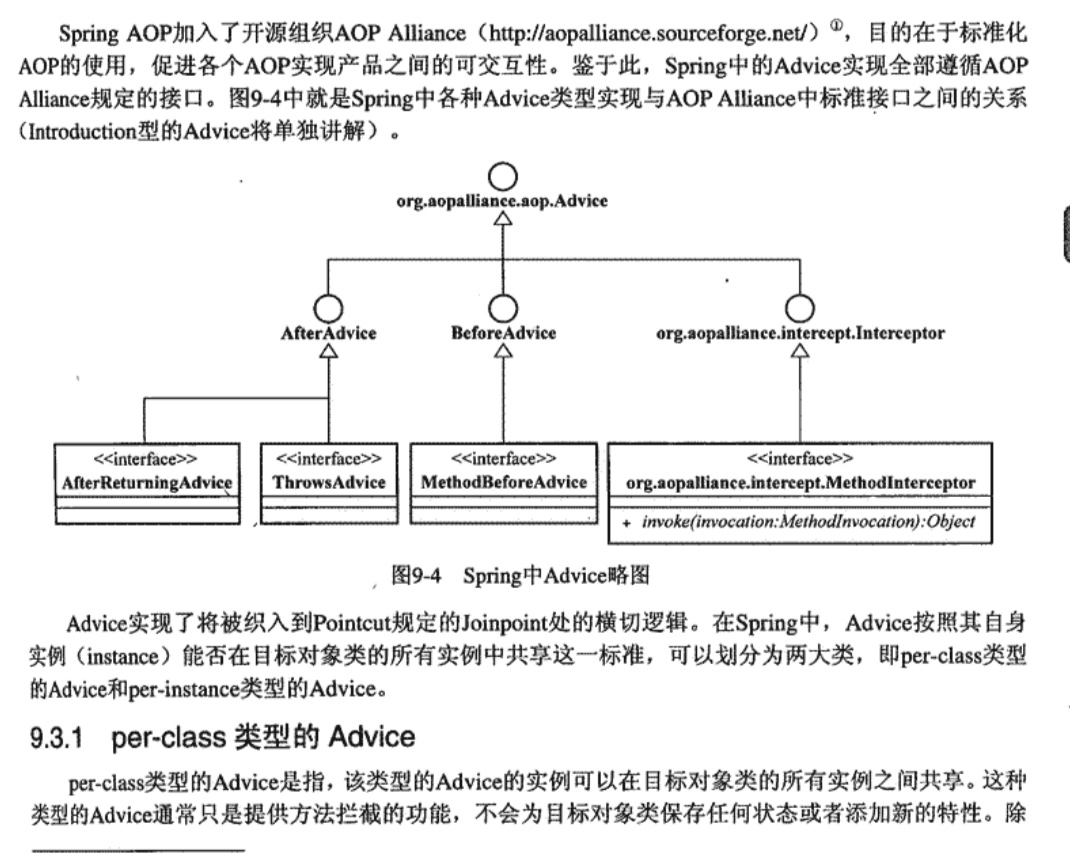 Spring AOP加入了开源组织AOP Alliance（http://aopalliance.sourceforge.net/）①，目的在于标准化
AOP的使用，促进各个AOP实现产品之间的可交互性。鉴于此，Spring中的Advice实现全部遵循AOP
Alliance规定的接口。图9-4中就是Spring中各种Advice类型实现与AOP Alliance中标准接口之间的关系
（Introduction型的Advice将单独讲解）。
org.aopalliance.aop.Advice
AfterAdvice
BeforeAdvice
org.aopalliance.intercept.Interceptor
<<interface>>
AfterReturningAdvice
<<interface>>
ThrowsAdvice
<<interface>>
MethodBeforeAdvice
<<interface>>
org.aopalliance.intercept.MethodInterceptor
+ invoke(invocation:MethodInvocation):Object
图9-4 Spring中Advice略图
Advice实现了将被织入到Pointcut规定的Joinpoint处的横切逻辑。在Spring中，Advice按照其自身
实例（instance）能否在目标对象类的所有实例中共享这一标准，可以划分为两大类，即per-class类型
的Advice和per-instance类型的Advice。
9.3.1 per-class 类型的 Advice
per-class类型的Advice是指，该类型的Advice的实例可以在目标对象类的所有实例之间共享。这种
类型的Advice通常只是提供方法拦截的功能，不会为目标对象类保存任何状态或者添加新的特性。除